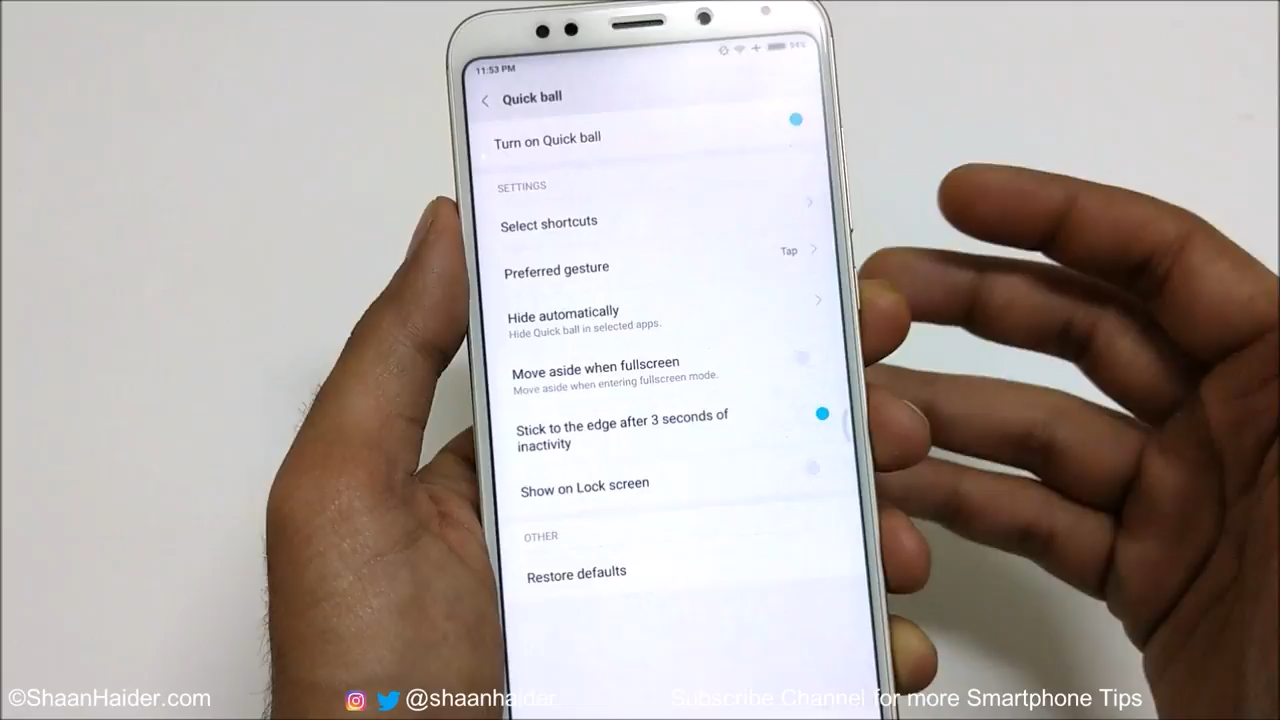 11:53 PM
94%
Quick ball
Turn on Quick ball
SETTINGS
Select shortcuts
Preferred gesture
Tap
Hide automatically
Hide Quick ball in selected apps.
Move aside when fullscreen
Move aside when entering fullscreen mode.
Stick to the edge after 3 seconds of
inactivity
Show on Lock screen
OTHER
Restore defaults
©ShaanHaider.com
@shaanhaider
Subscribe Channel for more Smartphone Tips